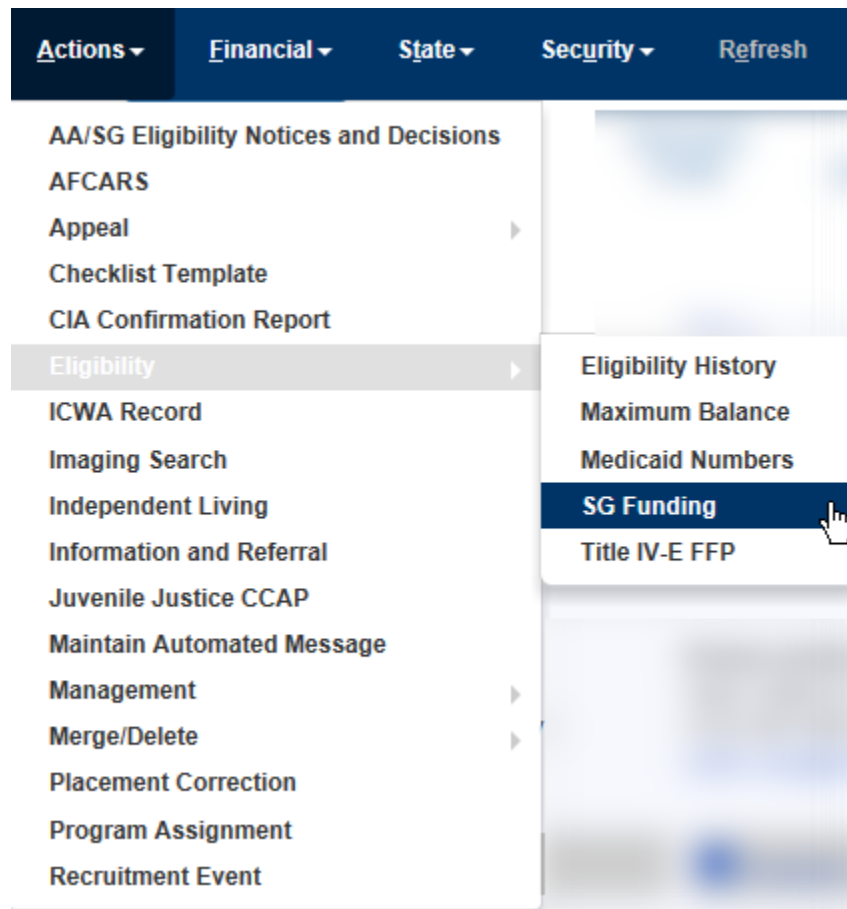 Actions Financial State Security Refresh
AA/SG Eligibility Notices and Decisions
AFCARS
Appeal
Checklist Template
CIA Confirmation Report
Eligibility
Eligibility History
ICWA Record
Maximum Balance
Imaging Search
Medicaid Numbers
Independent Living
SG Funding
Information and Referral
Title IV-E FFP
Juvenile Justice CCAP
Maintain Automated Message
Management
Merge/Delete
Placement Correction
Program Assignment
Recruitment Event